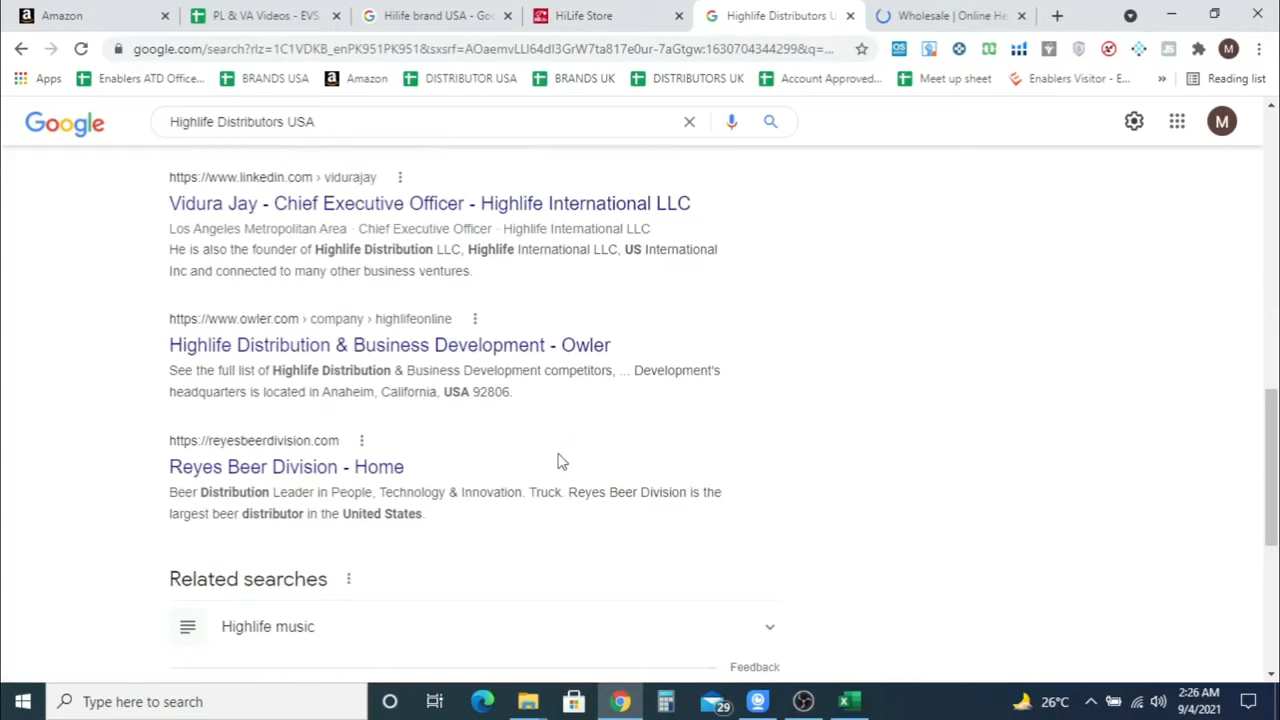 Amazon
PL & VA Videos - EVS
Hilife brand USA - Goo
HiLife Store
Highlife Distributors U
Wholesale | Online He
google.com/search?rlz=1C1VDKB_enPK951PK951&sxsrf=AOaemvLLl64dI3GrW7ta817e0ur-7aGtgw:1630704344299&q=...
Apps
Enablers ATD Office...
BRANDS USA
Amazon
DISTRIBUTOR USA
BRANDS UK
DISTRIBUTORS UK
Account Approved...
Meet up sheet
Enablers Visitor - E...
»
Reading list
Google
Highlife Distributors USA
M
https://www.linkedin.com › vidurajay
Vidura Jay - Chief Executive Officer - Highlife International LLC
Los Angeles Metropolitan Area · Chief Executive Officer · Highlife International LLC
He is also the founder of Highlife Distribution LLC, Highlife International LLC, US International
Inc and connected to many other business ventures.
https://www.owler.com › company › highlifeonline
Highlife Distribution & Business Development - Owler
See the full list of Highlife Distribution & Business Development competitors, ... Development's
headquarters is located in Anaheim, California, USA 92806.
https://reyesbeerdivision.com
Reyes Beer Division - Home
Beer Distribution Leader in People, Technology & Innovation. Truck. Reyes Beer Division is the
largest beer distributor in the United States.
Related searches
Highlife music
Feedback
Type here to search
29
26°C
2:26 AM
9/4/2021